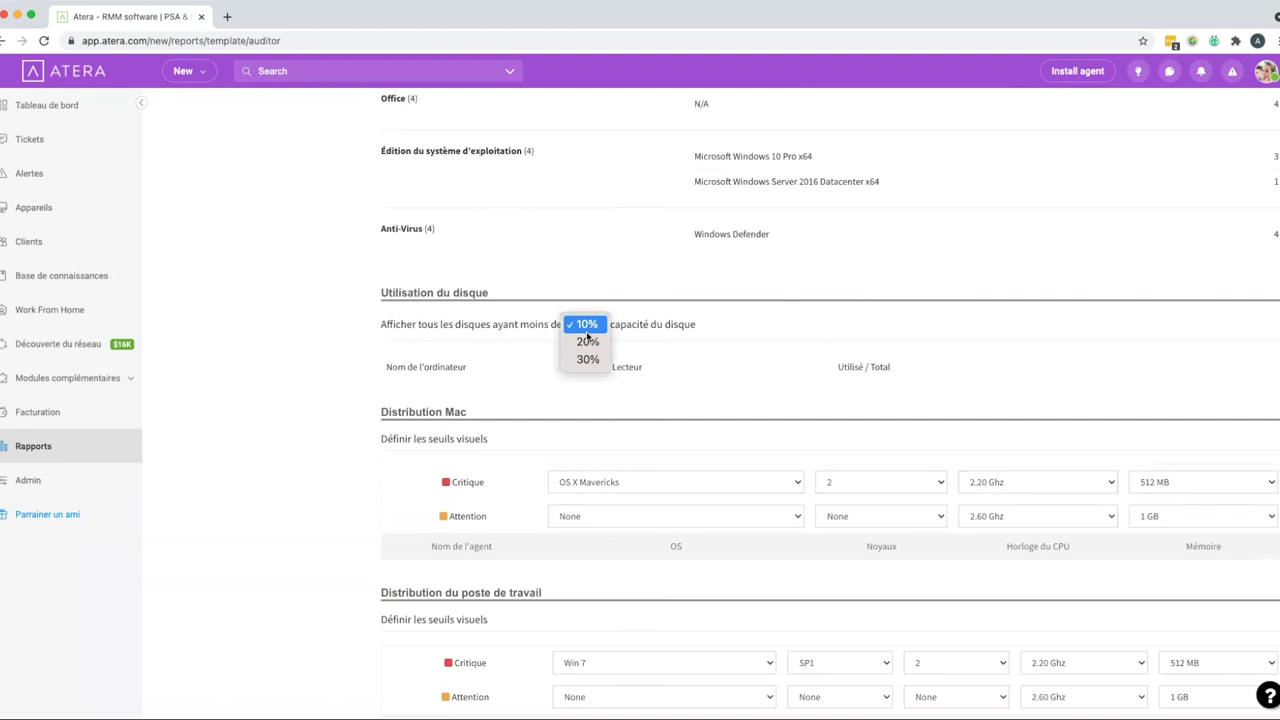 Atera - RMM software | PSA &
app.atera.com/new/reports/template/auditor
2
A
ATERA
New
Search
Install agent
Tableau de bord
Tickets
Alertes
Appareils
Clients
Base de connaissances
Work From Home
Découverte du réseau $16K
Modules complémentaires
Facturation
Rapports
Admin
Parrainer un ami
Office (4)
N/A 4
Édition du système d'exploitation (4)
Microsoft Windows 10 Pro x64 3
Microsoft Windows Server 2016 Datacenter x64 1
Anti-Virus (4)
Windows Defender 4
Utilisation du disque
Afficher tous les disques ayant moins de 10% capacité du disque
20%
30%
Nom de l'ordinateur Lecteur Utilisé / Total
Distribution Mac
Définir les seuils visuels
Critique OS X Mavericks 2 2.20 Ghz 512 MB
Attention None None 2.60 Ghz 1 GB
Nom de l'agent OS Noyaux Horloge du CPU Mémoire
Distribution du poste de travail
Définir les seuils visuels
Critique Win 7 SP1 2 2.20 Ghz 512 MB
Attention None None None 2.60 Ghz 1 GB
?